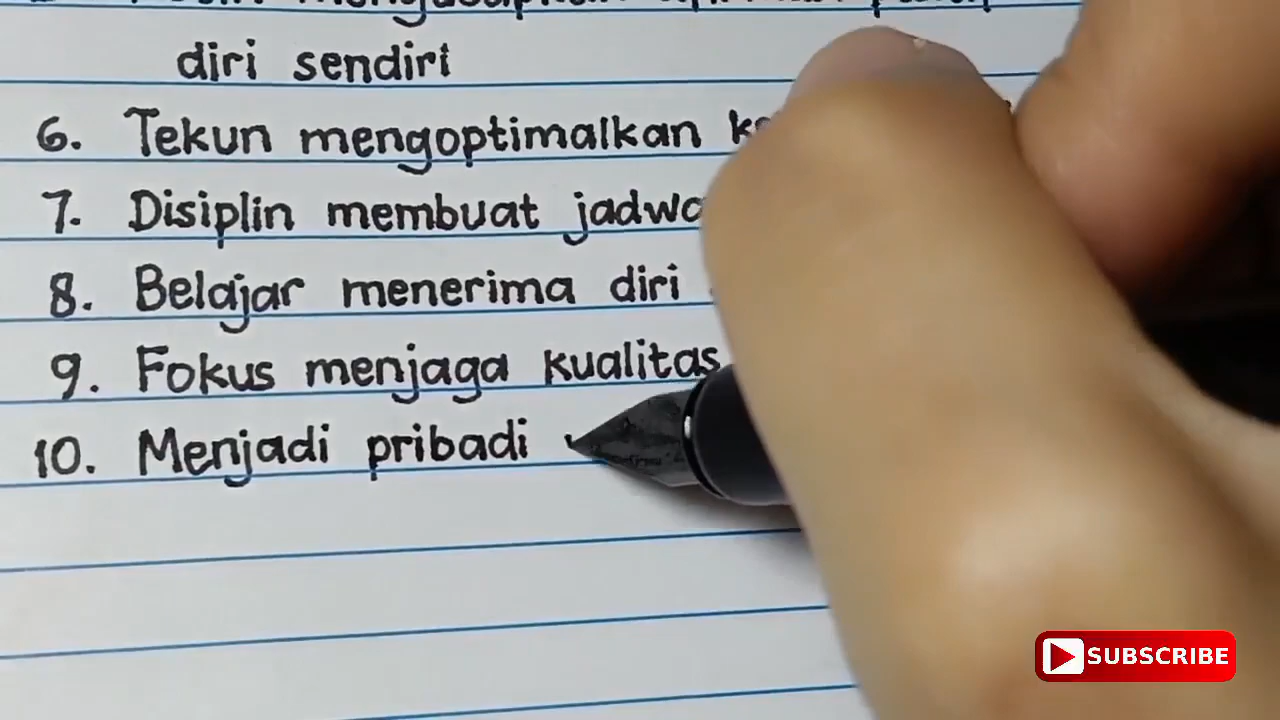 diri sendiri
6. Tekun mengoptimalkan
7. Disiplin membuat
8. Belajar menerima diri
9. Fokus menjaga kualitas
10. Menjadi pribadi
SUBSCRIBE